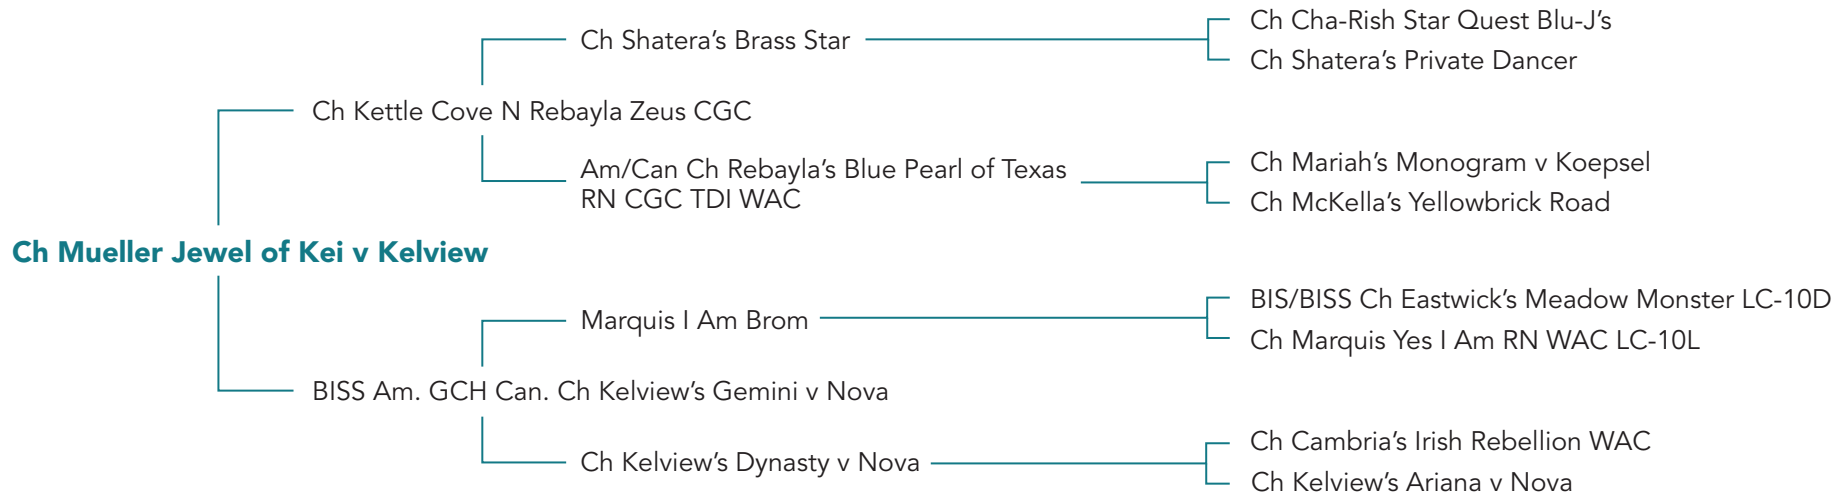 Ch Cha-Rish Star Quest Blu-J’s
Ch Shatera’s Brass Star
Ch Shatera’s Private Dancer
Ch Kettle Cove N Rebayla Zeus CGC
Ch Mariah’s Monogram v Koepsel
Am/Can Ch Rebayla’s Blue Pearl of Texas
RN CGC TDI WAC
Ch McKella’s Yellowbrick Road
Ch Mueller Jewel of Kei v Kelview
BIS/BISS Ch Eastwick’s Meadow Monster LC-10D
Marquis I Am Brom
Ch Marquis Yes I Am RN WAC LC-10L
BISS Am. GCH Can. Ch Kelview’s Gemini v Nova
Ch Cambria’s Irish Rebellion WAC
Ch Kelview’s Dynasty v Nova
Ch Kelview’s Ariana v Nova